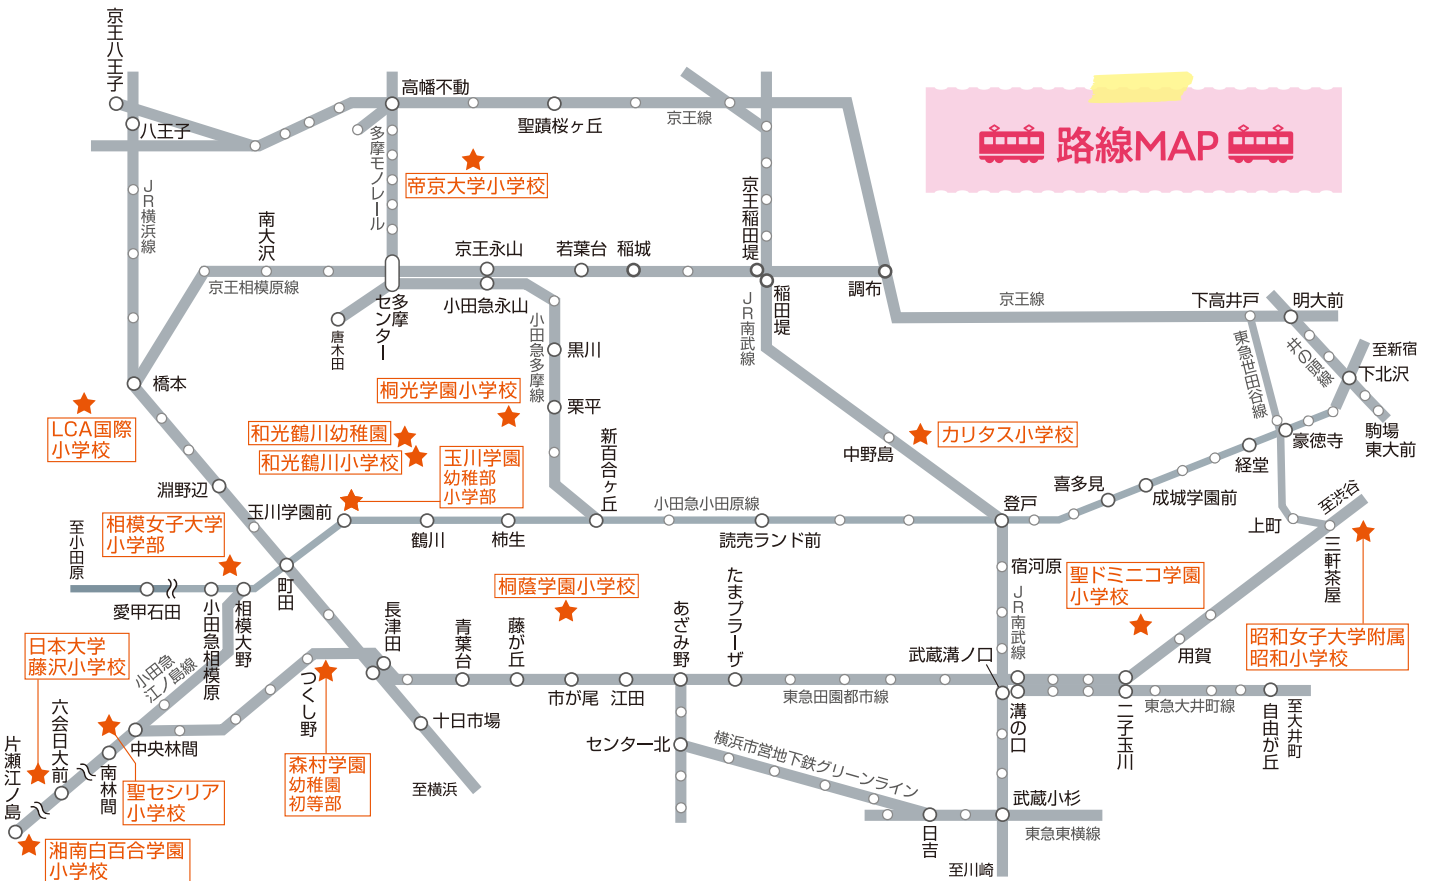 路線MAP
京王八王子
八王子
高幡不動
聖蹟桜ヶ丘
京王線
多摩モノレール
帝京大学小学校
JR横浜線
南大沢
京王相模原線
京王永山
小田急永山
若葉台
稲城
京王稲田堤
稲田堤
調布
京王線
下高井戸
明大前
井の頭線
至新宿
下北沢
駒場
東大前
東急世田谷線
豪徳寺
経堂
成城学園前
喜多見
多摩
センター
唐木田
小田急多摩線
黒川
栗平
新百合ヶ丘
JR南武線
橋本
LCA国際
小学校
桐光学園小学校
和光鶴川幼稚園
和光鶴川小学校
玉川学園
幼稚部
小学部
カリタス小学校
中野島
登戸
淵野辺
玉川学園前
鶴川
柿生
小田急小田原線
読売ランド前
上町
至渋谷
三軒茶屋
相模女子大学
小学部
至小田原
愛甲石田
小田急相模原
相模大野
町田
桐蔭学園小学校
宿河原
JR南武線
聖ドミニコ学園
小学校
昭和女子大学附属
昭和小学校
用賀
日本大学
藤沢小学校
小田急
江ノ島線
長津田
青葉台
藤が丘
市が尾
江田
あざみ野
たまプラーザ
東急田園都市線
武蔵溝ノ口
溝の口
二子玉川
東急大井町線
自由が丘
至大井町
つくし野
十日市場
至横浜
片瀬江ノ島
六会日大前
南林間
中央林間
聖セシリア
小学校
森村学園
幼稚園
初等部
湘南白百合学園
小学校
センター北
横浜市営地下鉄グリーンライン
日吉
武蔵小杉
東急東横線
至川崎